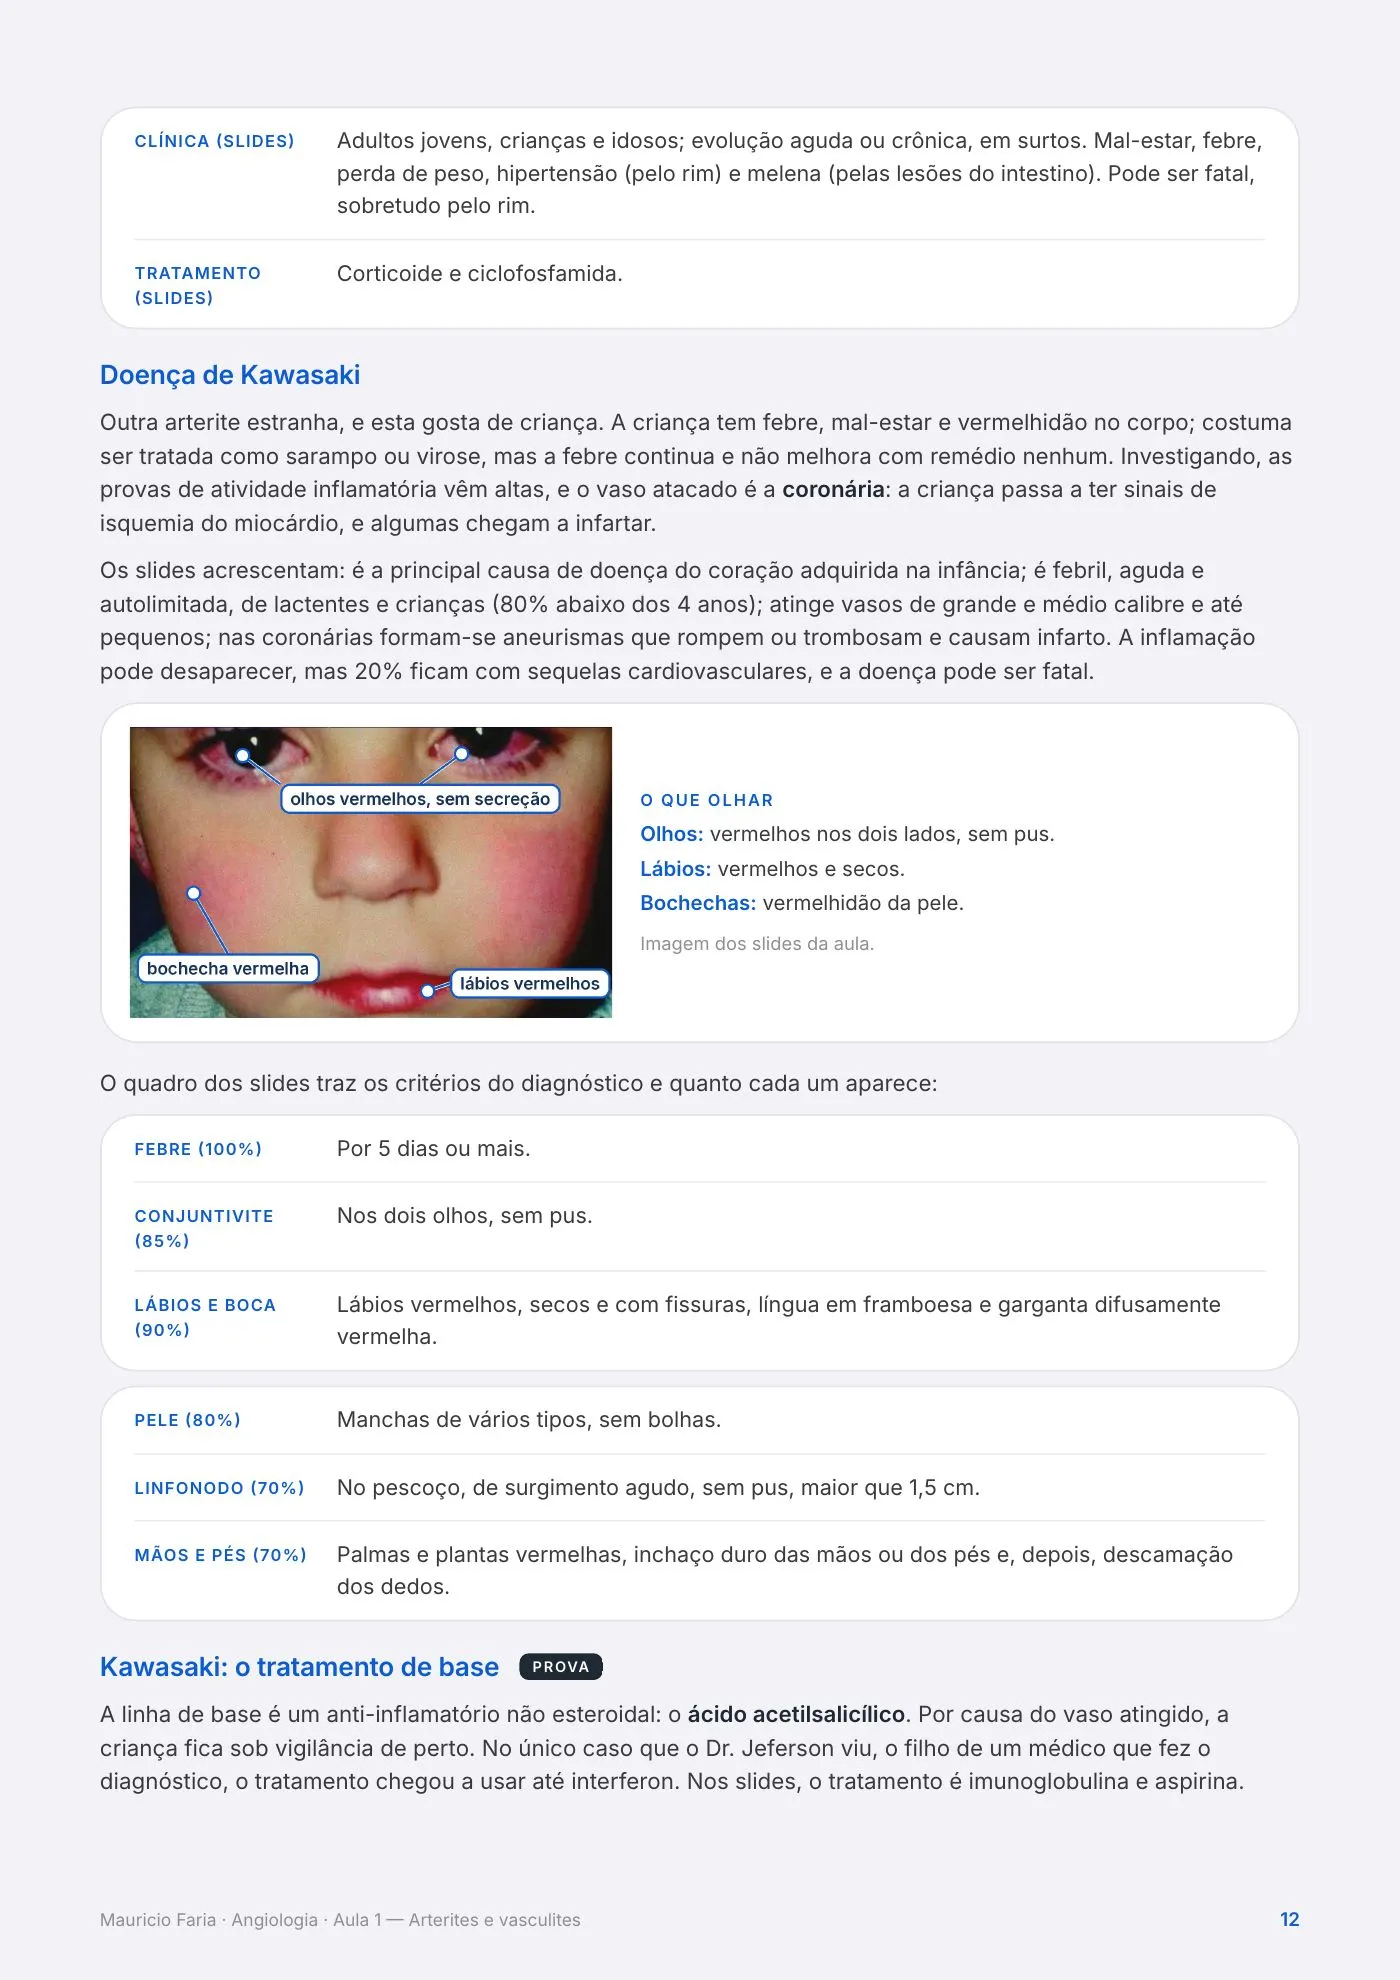 CLÍNICA (SLIDES)
Adultos jovens, crianças e idosos; evolução aguda ou crônica, em surtos. Mal-estar, febre,
perda de peso, hipertensão (pelo rim) e melena (pelas lesões do intestino). Pode ser fatal,
sobretudo pelo rim.
TRATAMENTO
(SLIDES)
Corticoide e ciclofosfamida.
Doença de Kawasaki
Outra arterite estranha, e esta gosta de criança. A criança tem febre, mal-estar e vermelhidão no corpo; costuma
ser tratada como sarampo ou virose, mas a febre continua e não melhora com remédio nenhum. Investigando, as
provas de atividade inflamatória vêm altas, e o vaso atacado é a coronária: a criança passa a ter sinais de
isquemia do miocárdio, e algumas chegam a infartar.
Os slides acrescentam: é a principal causa de doença do coração adquirida na infância; é febril, aguda e
autolimitada, de lactentes e crianças (80% abaixo dos 4 anos); atinge vasos de grande e médio calibre e até
pequenos; nas coronárias formam-se aneurismas que rompem ou trombosam e causam infarto. A inflamação
pode desaparecer, mas 20% ficam com sequelas cardiovasculares, e a doença pode ser fatal.
olhos vermelhos, sem secreção
bochecha vermelha
lábios vermelhos
O QUE OLHAR
Olhos: vermelhos nos dois lados, sem pus.
Lábios: vermelhos e secos.
Bochechas: vermelhidão da pele.
Imagem dos slides da aula.
O quadro dos slides traz os critérios do diagnóstico e quanto cada um aparece:
FEBRE (100%)
Por 5 dias ou mais.
CONJUNTIVITE
(85%)
Nos dois olhos, sem pus.
LÁBIOS E BOCA
(90%)
Lábios vermelhos, secos e com fissuras, língua em framboesa e garganta difusamente
vermelha.
PELE (80%)
Manchas de vários tipos, sem bolhas.
LINFONODO (70%)
No pescoço, de surgimento agudo, sem pus, maior que 1,5 cm.
MÃOS E PÉS (70%)
Palmas e plantas vermelhas, inchaço duro das mãos ou dos pés e, depois, descamação
dos dedos.
Kawasaki: o tratamento de base PROVA
A linha de base é um anti-inflamatório não esteroidal: o ácido acetilsalicílico. Por causa do vaso atingido, a
criança fica sob vigilância de perto. No único caso que o Dr. Jeferson viu, o filho de um médico que fez o
diagnóstico, o tratamento chegou a usar até interferon. Nos slides, o tratamento é imunoglobulina e aspirina.
Mauricio Faria · Angiologia · Aula 1 — Arterites e vasculites
12